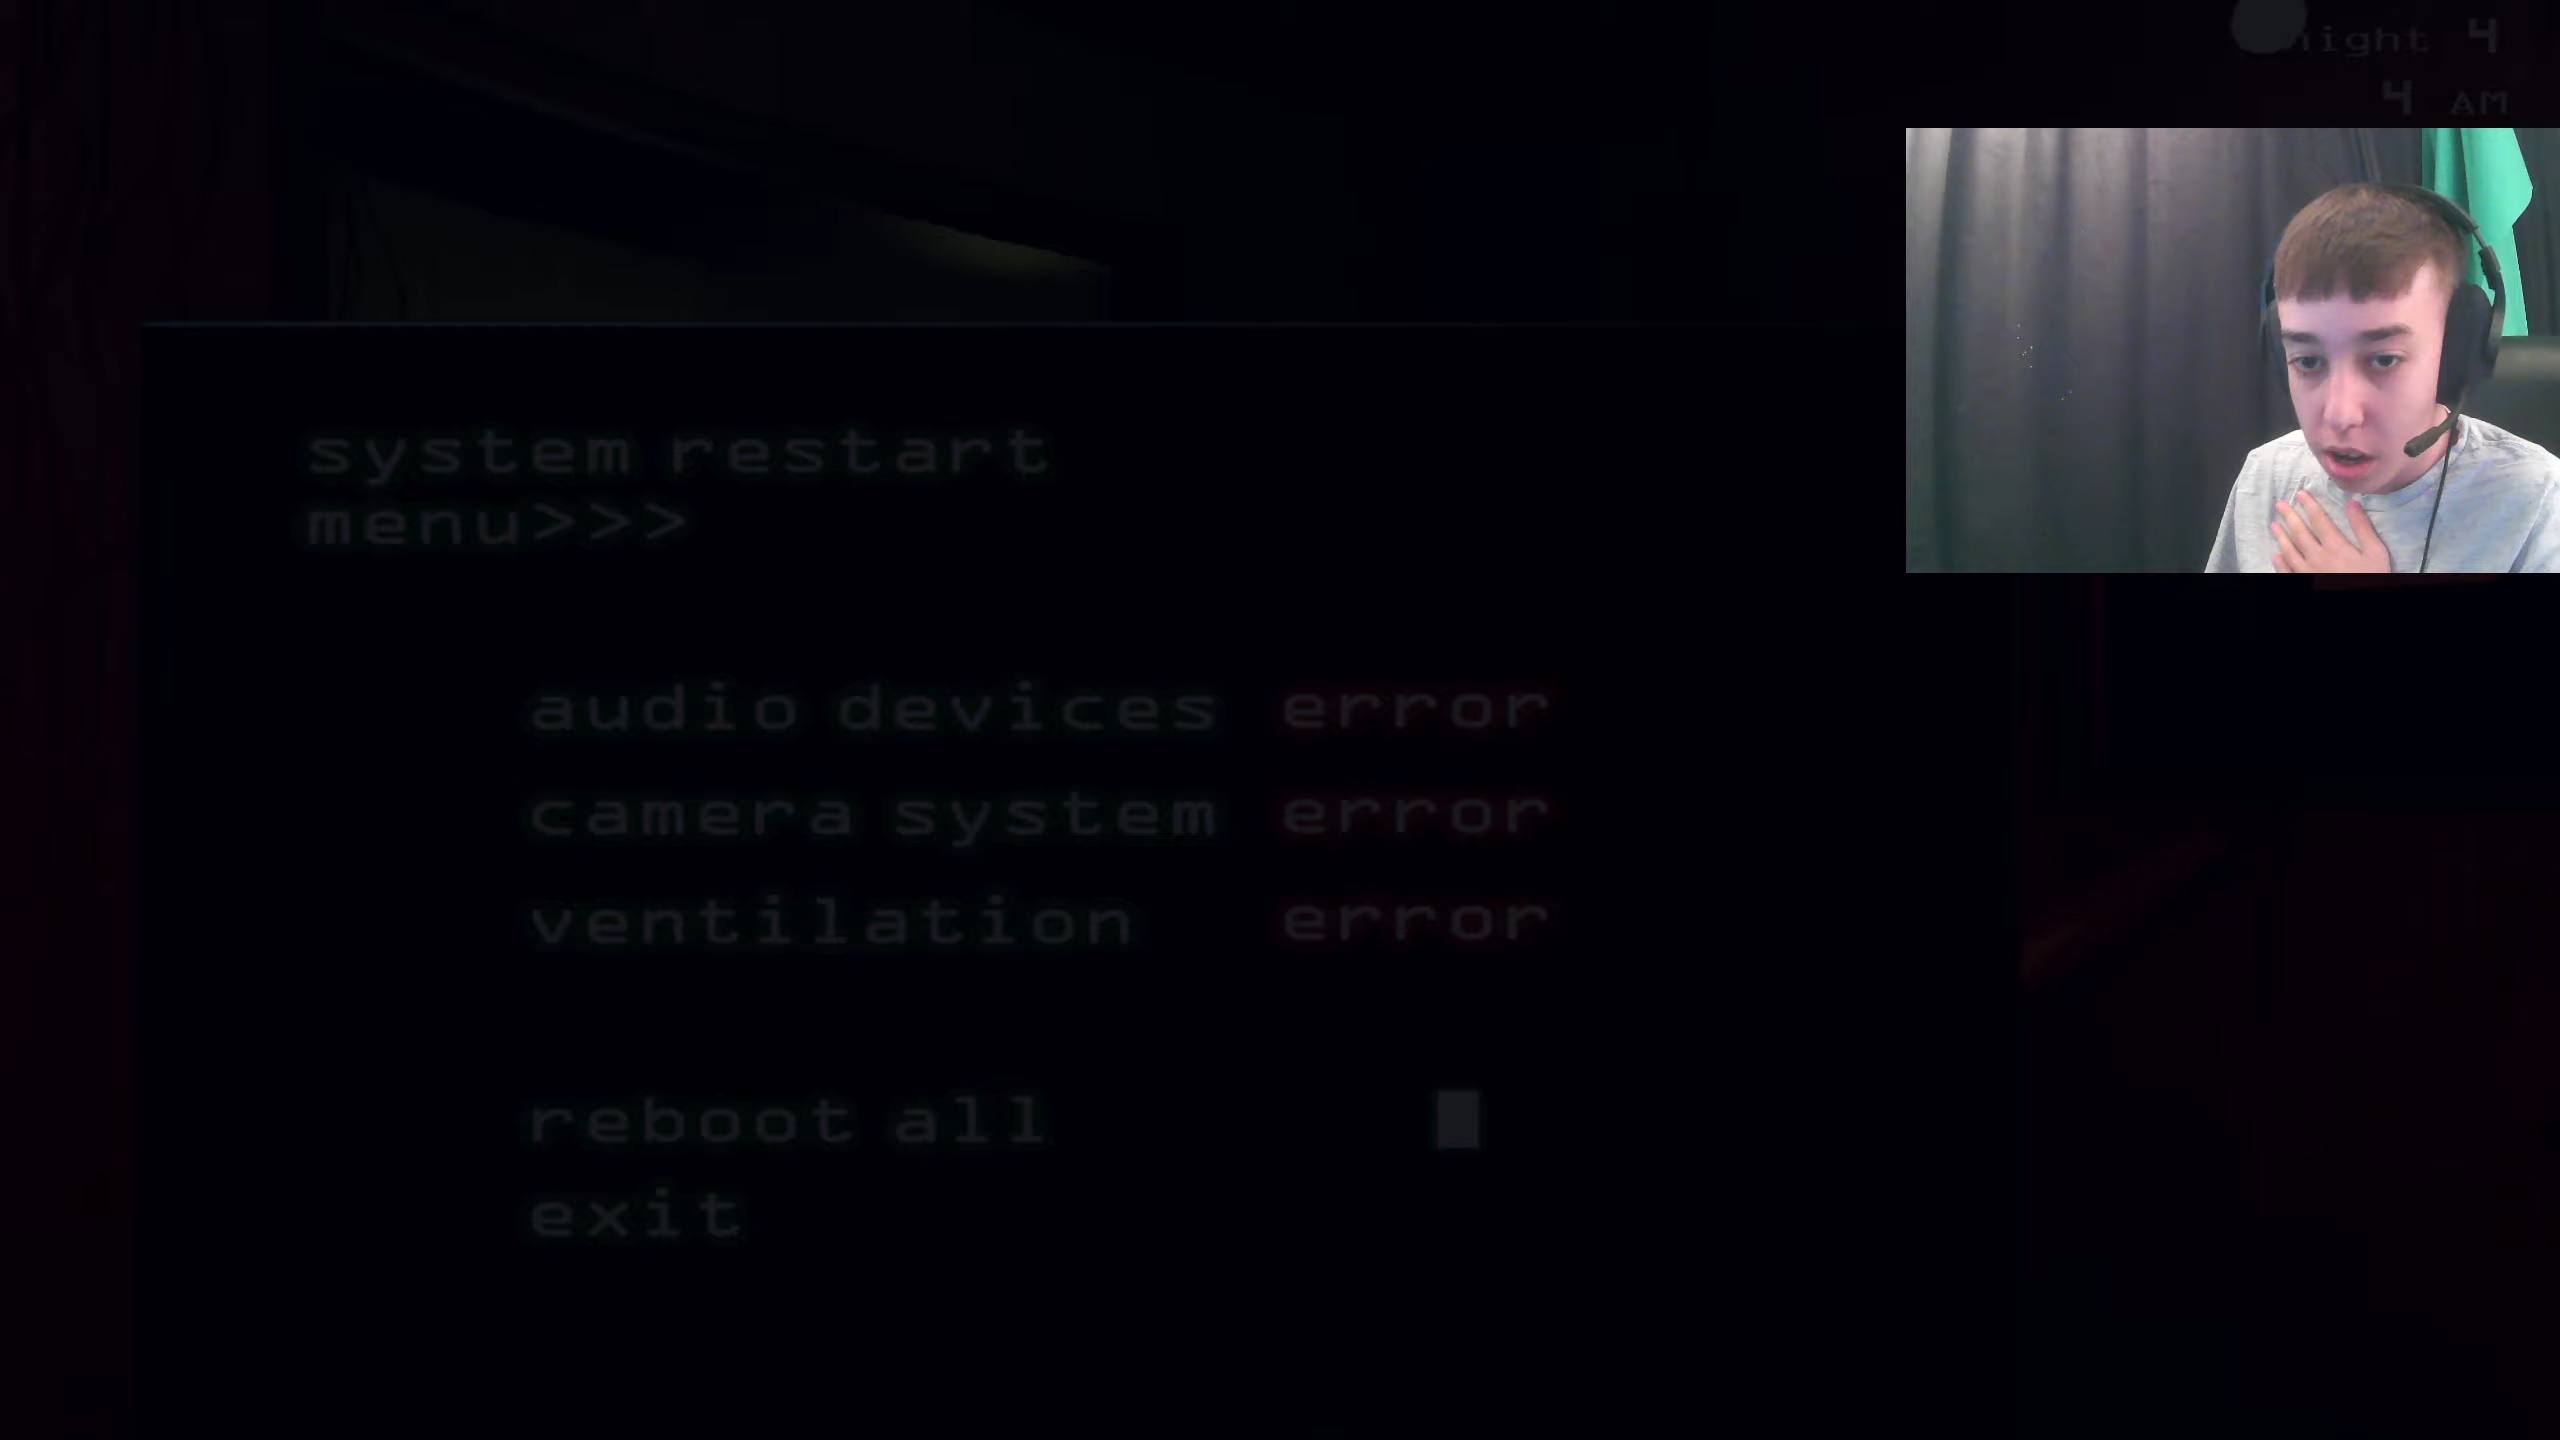 night 4
4 AM
system restart
menu>>>
audio devices error
camera system error
ventilation error
reboot all
exit